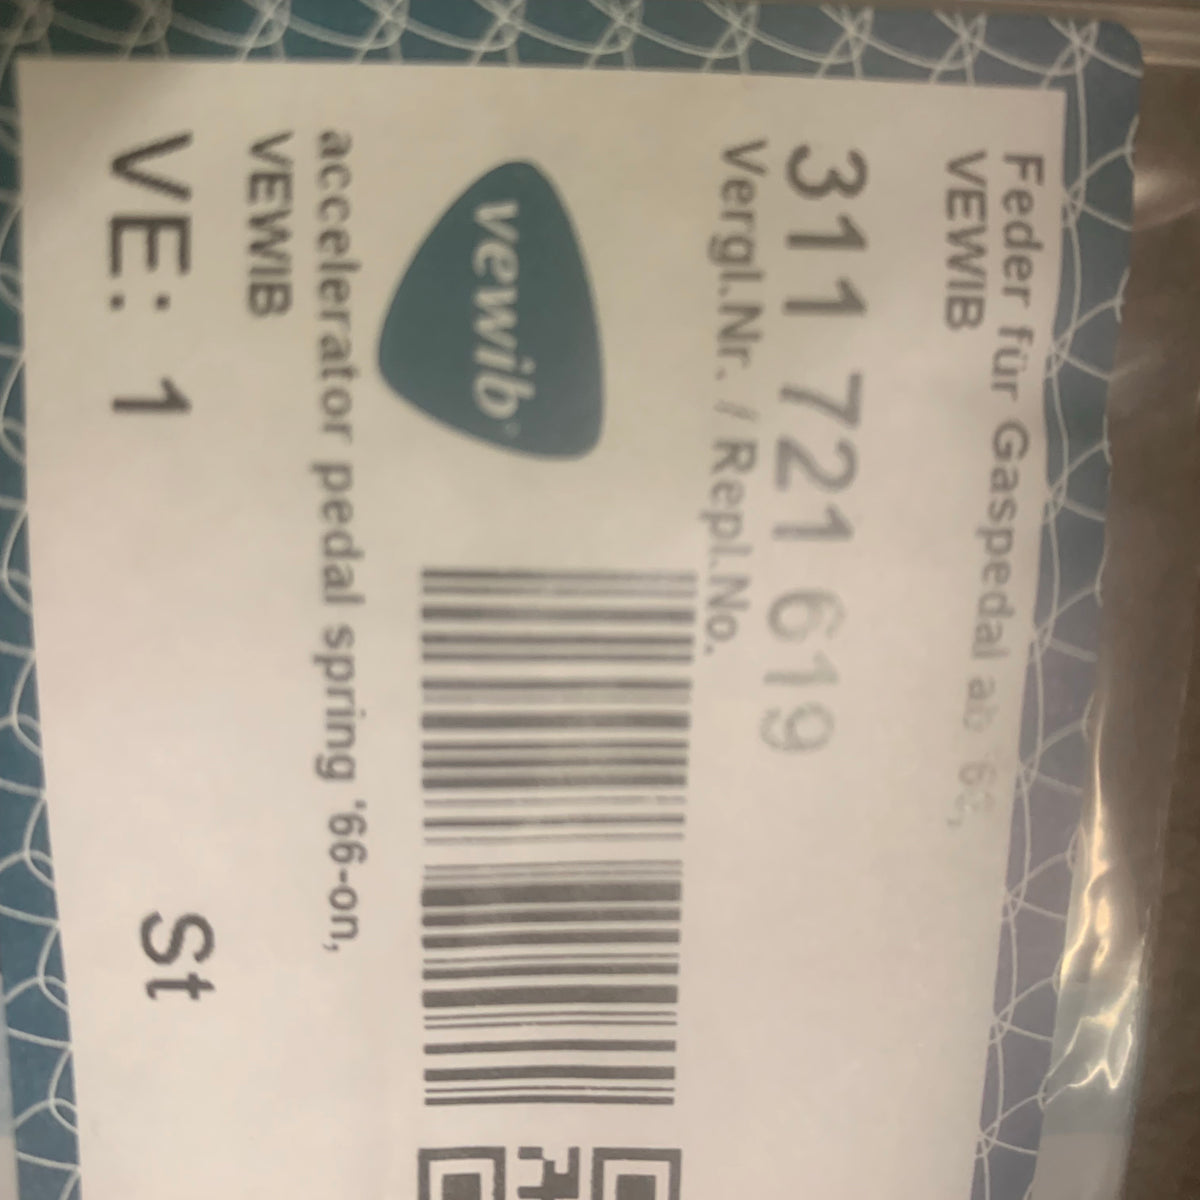 Feder für Gaspedal ab
VEWIB
311 721 619
Vergl.Nr. / Repl.No.
vewib
accelerator pedal spring '66-on,
VEWIB
VE: 1 St